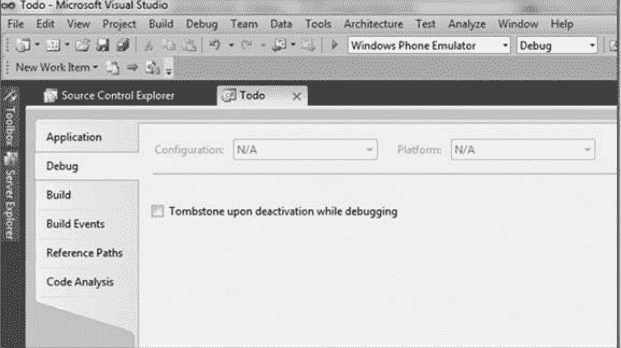 Todo - Microsoft Visual Studio
File Edit View Project Build Debug Team Data Tools Architecture Test Analyze Window Help
Windows Phone Emulator Debug
New Work Item
Source Control Explorer Todo
Toolbox
Server Explorer
Application
Configuration: N/A Platform: N/A
Debug
Build
Tombstone upon deactivation while debugging
Build Events
Reference Paths
Code Analysis